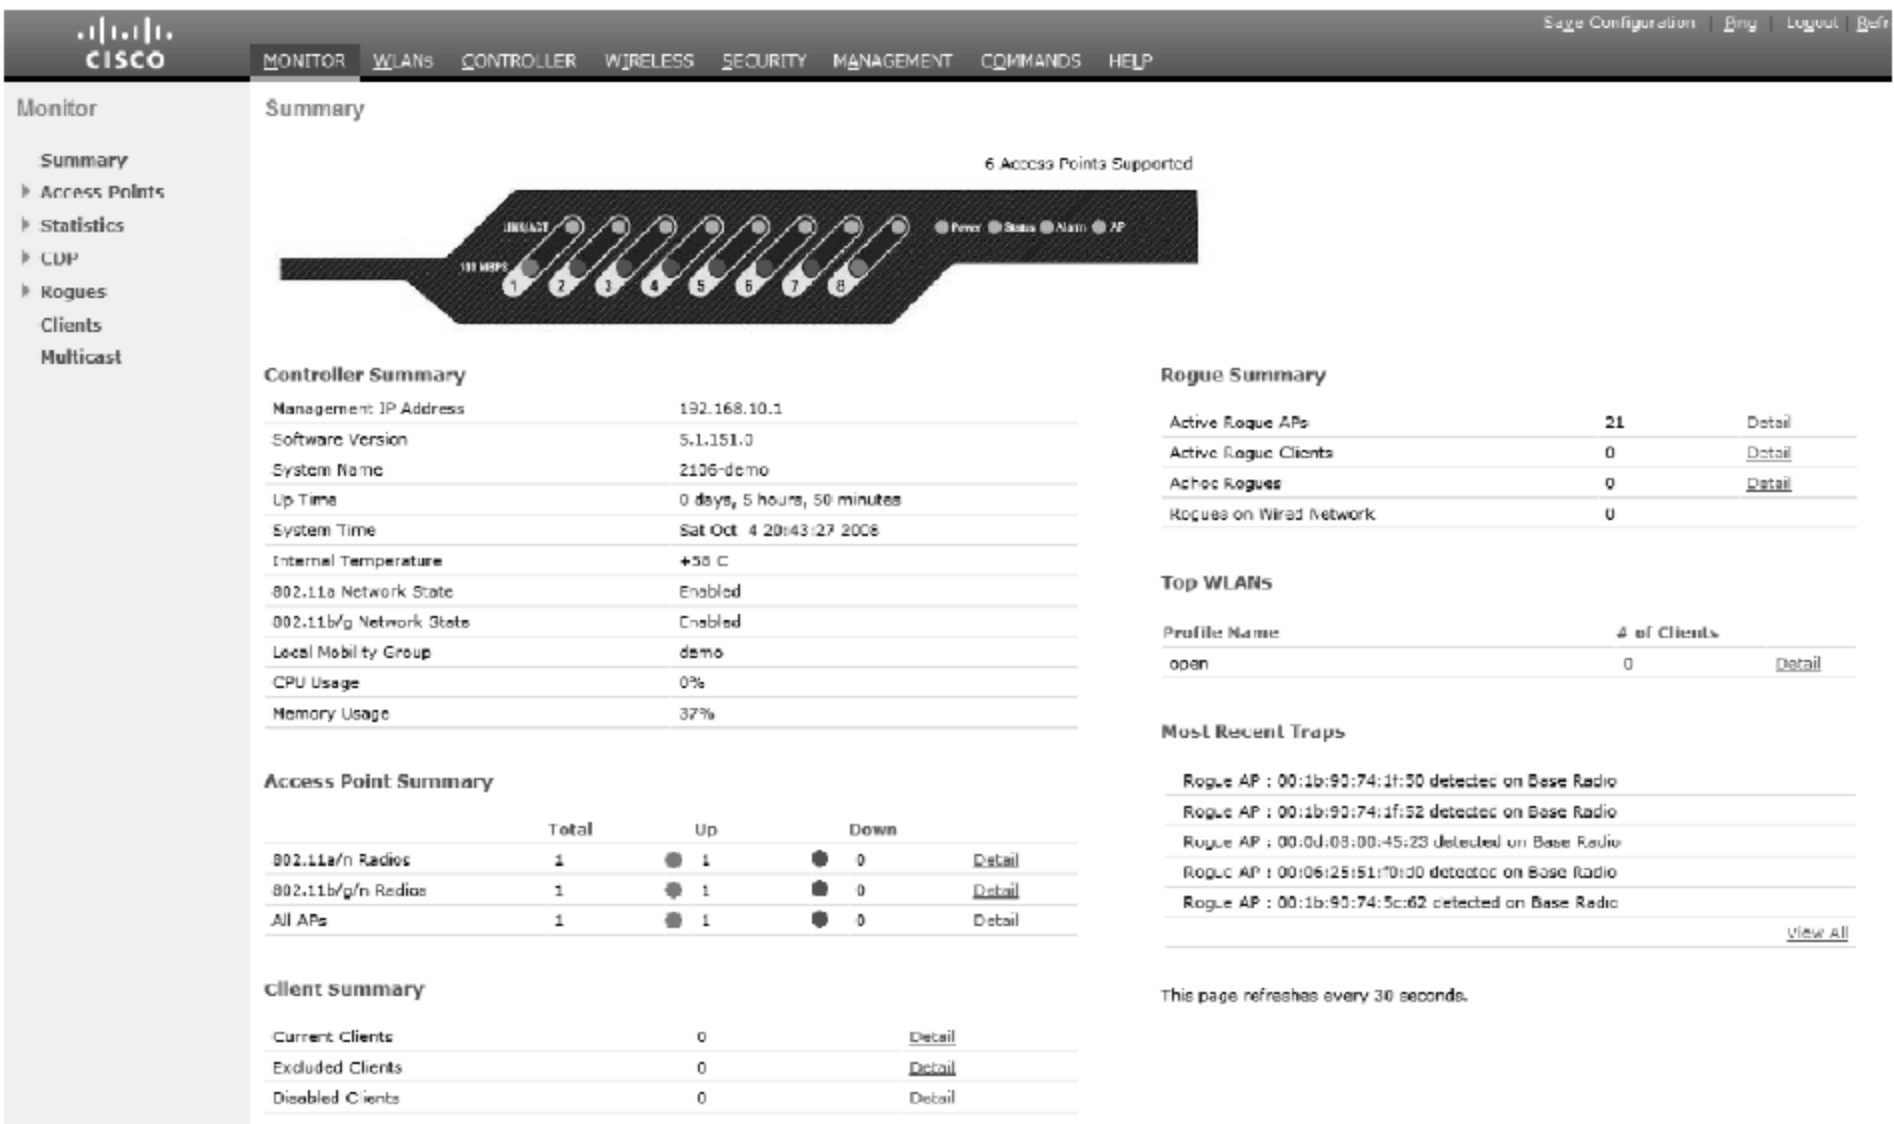 Save Configuration | Ping | Logout | Refr
CISCO
MONITOR WLANs CONTROLLER WIRELESS SECURITY MANAGEMENT COMMANDS HELP
Monitor
Summary
Access Points
Statistics
CDP
Rogues
Clients
Multicast
Summary
6 Access Points Supported
LINK/ACT
Power Status Alarm AP
100 MBPS
1 2 3 4 5 6 7 8
Controller Summary
Management IP Address 192.168.10.1
Software Version 5.1.151.0
System Name 2106-demo
Up Time 0 days, 5 hours, 50 minutes
System Time Sat Oct 4 20:43:27 2008
Internal Temperature C
802.11a Network State Enabled
802.11b/g Network State Enabled
Local Mobility Group demo
CPU Usage 0%
Memory Usage 37%
Access Point Summary
Total Up Down
802.11a/n Radios 1 1 0 Detail
802.11b/g/n Radios 1 1 0 Detail
All APs 1 1 0 Detail
Client Summary
Current Clients 0 Detail
Excluded Clients 0 Detail
Disabled Clients 0 Detail
Rogue Summary
Active Rogue APs 21 Detail
Active Rogue Clients 0 Detail
Adhoc Rogues 0 Detail
Rogues on Wired Network 0
Top WLANs
Profile Name # of Clients
open 0 Detail
Most Recent Traps
Rogue AP : 00:1b:90:74:1f:50 detected on Base Radio
Rogue AP : 00:1b:90:74:1f:52 detected on Base Radio
Rogue AP : detected on Base Radio
Rogue AP : 00:06:25:51:f0:d0 detected on Base Radio
Rogue AP : 00:1b:90:74:5c:62 detected on Base Radio
View All
This page refreshes every 30 seconds.